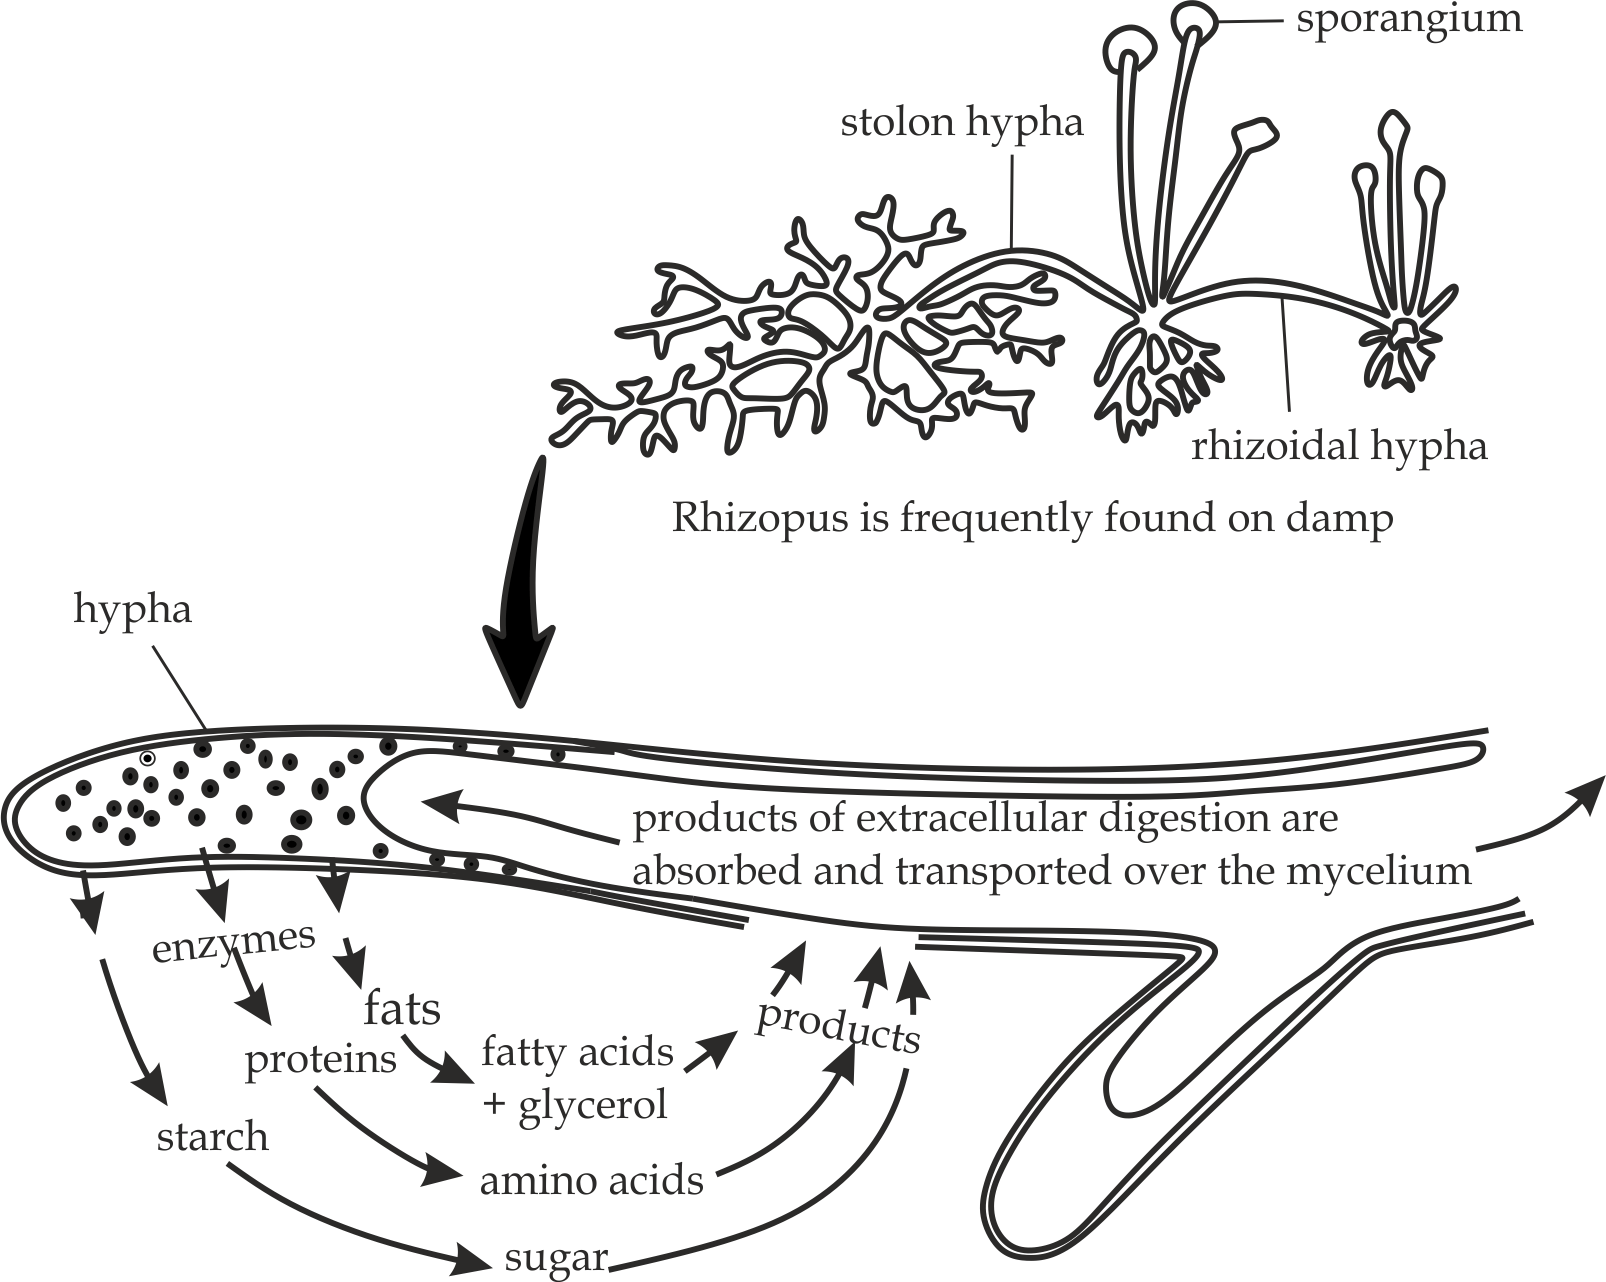 sporangium
stolon hypha
rhizoidal hypha
Rhizopus is frequently found on damp
hypha
products of extracellular digestion are
absorbed and transported over the mycelium
enzymes
fats
products
proteins
fatty acids
+ glycerol
starch
amino acids
sugar